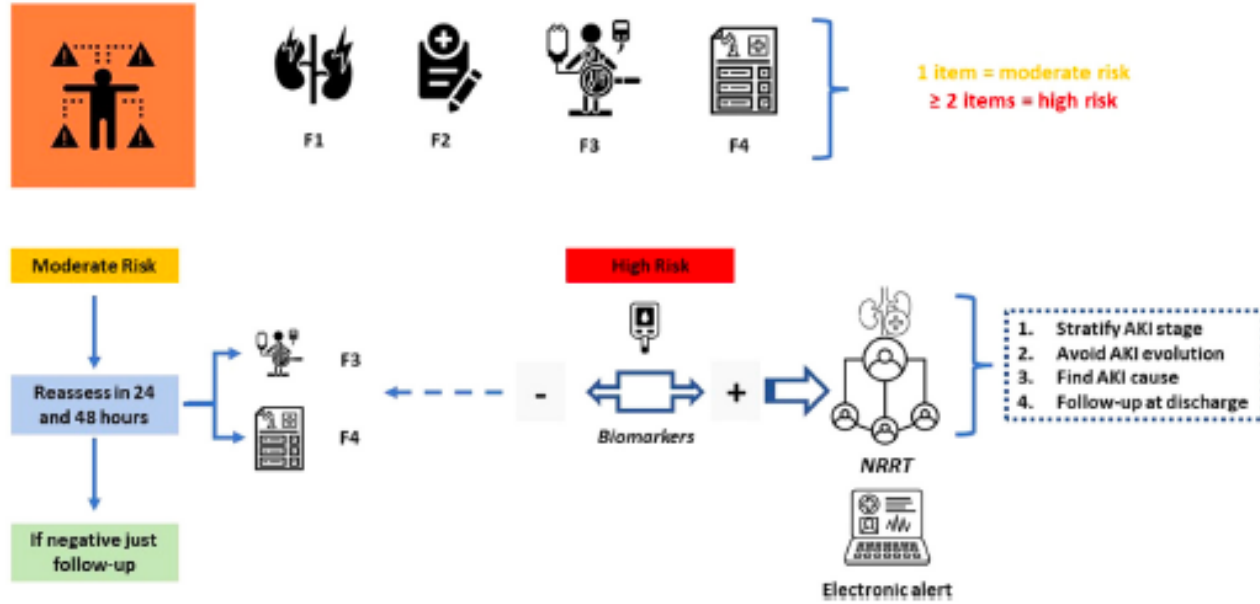 F1
F2
F3
F4
1 item = moderate risk
≥ 2 items = high risk
Moderate Risk
High Risk
Reassess in 24
and 48 hours
F3
F4
-
+
Biomarkers
NRRT
1. Stratify AKI stage
2. Avoid AKI evolution
3. Find AKI cause
4. Follow-up at discharge
If negative just
follow-up
Electronic alert